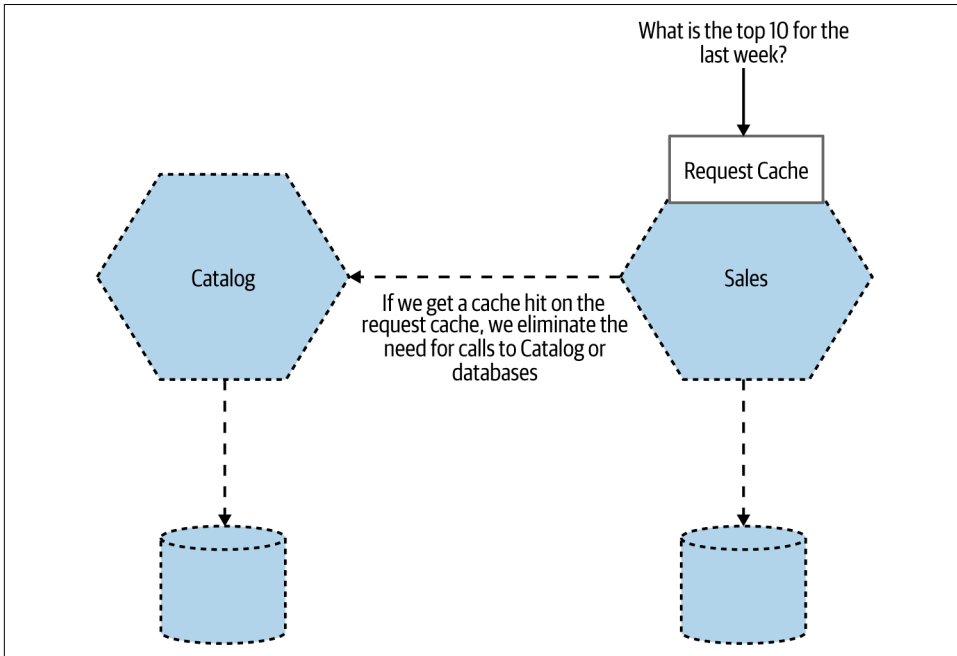 What is the top 10 for the
last week?
Request Cache
Catalog
Sales
If we get a cache hit on the
request cache, we eliminate the
need for calls to Catalog or
databases